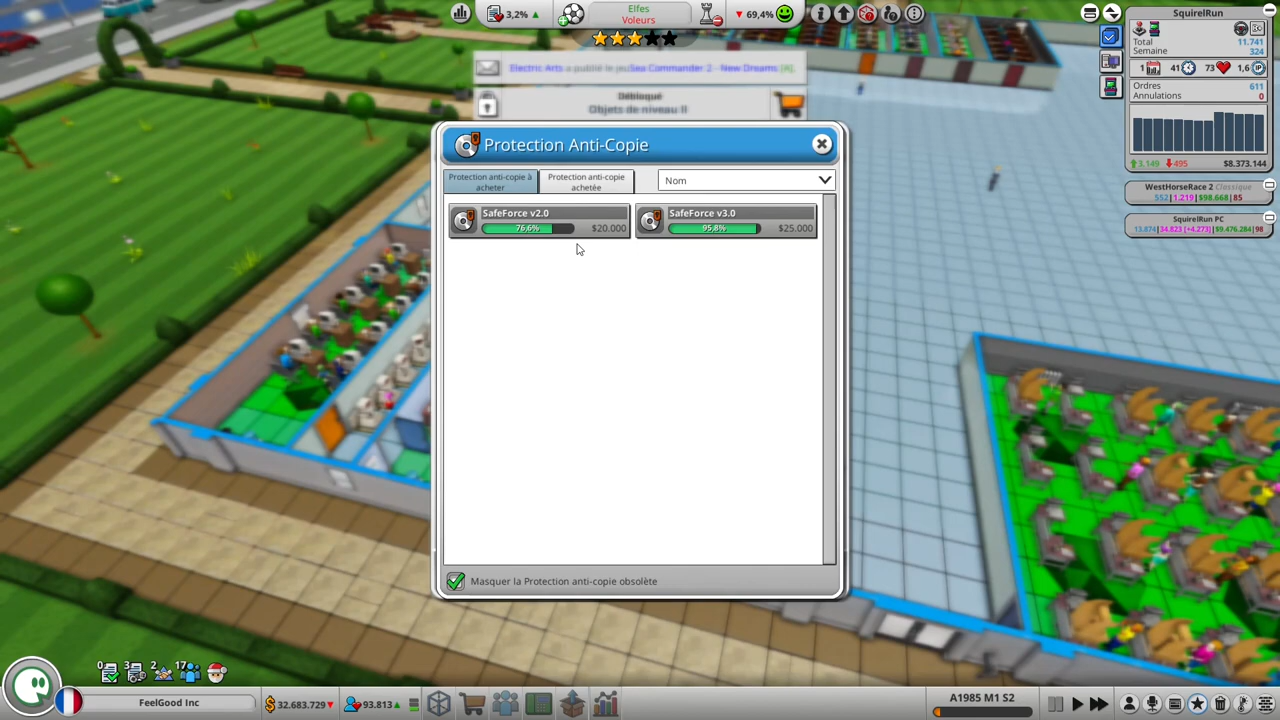 3,2%
Elfes
Voleurs
69,4%
Electric Arts a publié le jeu Sea Commander 2 - New Dreams [R].
Débloqué
Objets de niveau II
Protection Anti-Copie
Protection anti-copie à acheter
Protection anti-copie achetée
Nom
SafeForce v2.0
76,6%
$20.000
SafeForce v3.0
95,8%
$25.000
Masquer la Protection anti-copie obsolète
SquirelRun
Total
11.741
Semaine
324
1
41
73
1,6
Ordres
611
Annulations
0
3.149
495
$8.373.144
WestHorseRace 2 Classique
552|1.219|$98.668|85
SquirelRun PC
13.874|34.823 [+4.273]|$9.476.284|98
0
3
2
17
FeelGood Inc
32.683.729
93.813
A1985 M1 S2